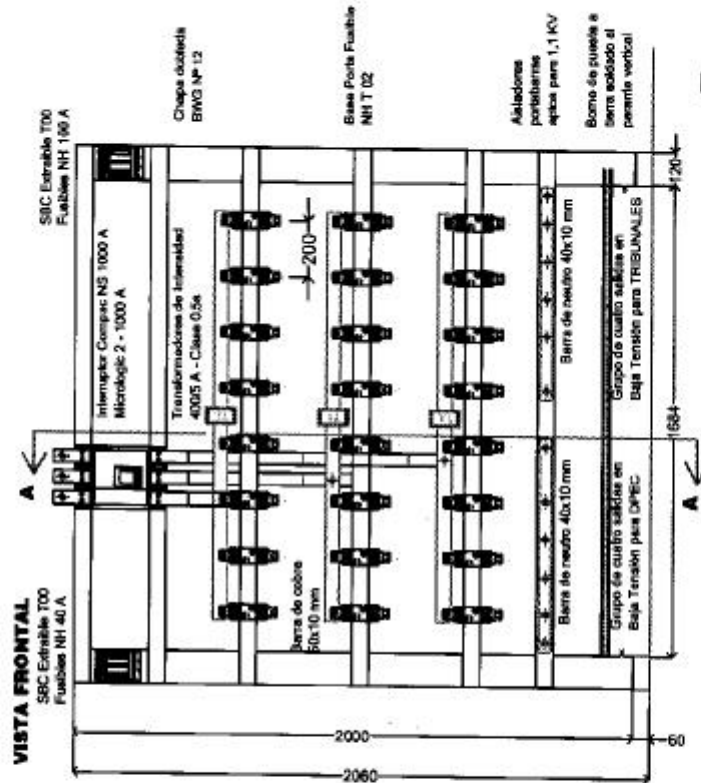 VISTA FRONTAL
SBC Extraible T00
Fusibles NH 40 A
SBC Extraible T00
Fusibles NH 160 A
A
Interruptor Compac NS 1000 A
Micrologic 2 - 1000 A
Chapa doblada
BWG Nº 12
Transformadores de Intensidad
400/5 A - Clase 0.5s
200
Base Porta Fusible
NH T 02
Barra de cobre
60x10 mm
Aisladores
portabarras
aptos para 1,1 KV
Barra de neutro 40x10 mm
Barra de neutro 40x10 mm
Borne de puesta a
tierra soldado al
parante vertical
Grupo de cuatro salidas en
Baja Tensión para DPEC
Grupo de cuatro salidas en
Baja Tensión para TRIBUNALES
1684
120
A
2000
60
2060